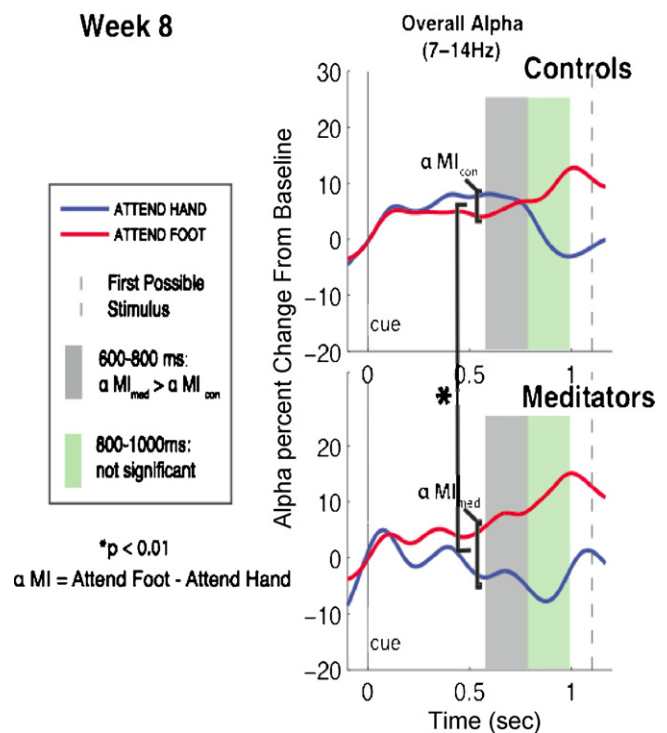 Week 8
Overall Alpha
(7–14Hz)
Controls
ATTEND HAND
ATTEND FOOT
First Possible
Stimulus
600-800 ms:
α MImed > α MI con
800-1000ms:
not significant
*p < 0.01
α MI = Attend Foot - Attend Hand
Alpha percent Change From Baseline
30
20
10
0
−10
−20
α MIcon
cue
0
0.5
1
*
Meditators
20
10
0
−10
−20
α MImed
cue
0
0.5
1
Time (sec)